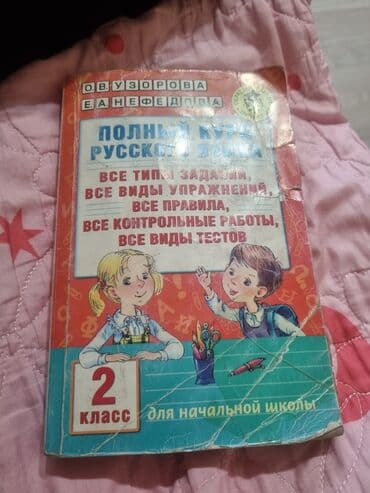 О.В. УЗОРОВА
Е.А. НЕФЕДОВА
ПОЛНЫЙ КУРС
РУССКОГО ЯЗЫКА
ВСЕ ТИПЫ ЗАДАНИЙ,
ВСЕ ВИДЫ УПРАЖНЕНИЙ,
ВСЕ ПРАВИЛА,
ВСЕ КОНТРОЛЬНЫЕ РАБОТЫ,
ВСЕ ВИДЫ ТЕСТОВ
2
КЛАСС
для начальной школы